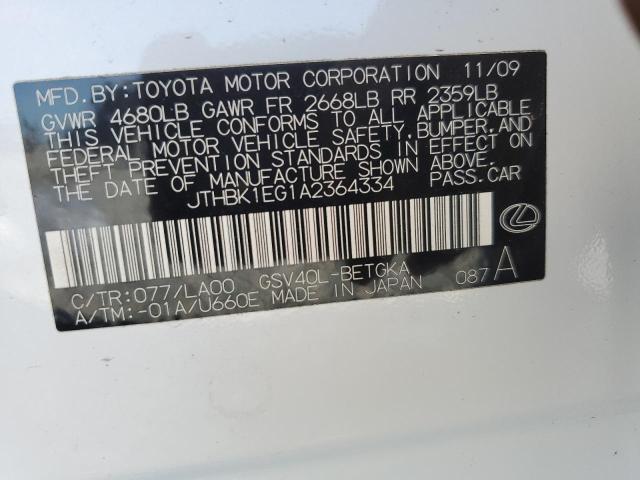 MFD. BY: TOYOTA MOTOR CORPORATION 11/09
GVWR 4680LB GAWR FR 2668LB RR 2359LB
THIS VEHICLE CONFORMS TO ALL APPLICABLE
FEDERAL MOTOR VEHICLE SAFETY, BUMPER, AND
THEFT PREVENTION STANDARDS IN EFFECT ON
THE DATE OF MANUFACTURE SHOWN ABOVE.
JTHBK1EG1A2364334 PASS. CAR
C/TR: 077/LA00 GSV40L-BETGKA 087A
A/TM: -01A/U660E MADE IN JAPAN